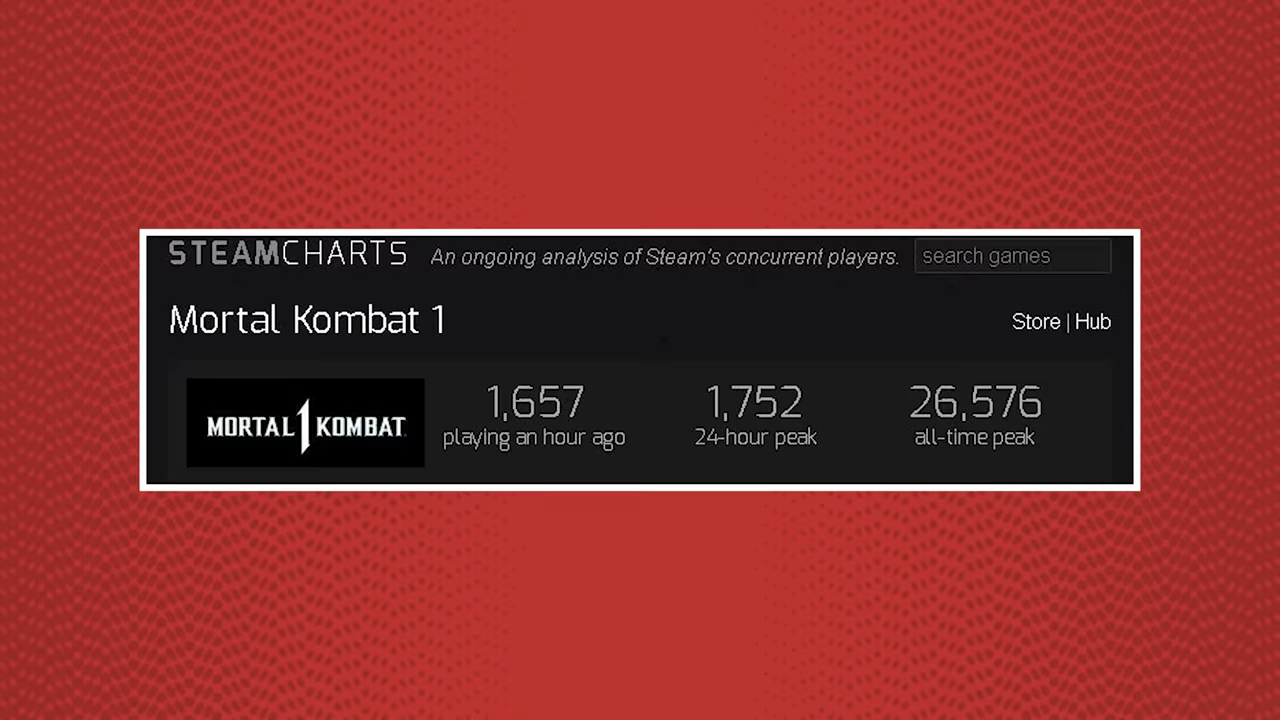 STEAMCHARTS An ongoing analysis of Steam's concurrent players. search games
Mortal Kombat 1 Store | Hub
MORTAL 1 KOMBAT
1,657 1,752 26,576
playing an hour ago 24-hour peak all-time peak